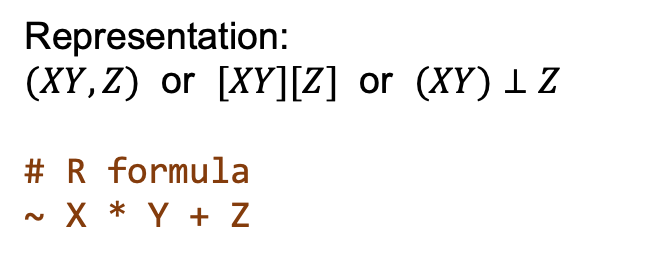 Representation:
(XY,Z) or [XY][Z] or (XY) ⊥ Z
# R formula
~ X * Y + Z